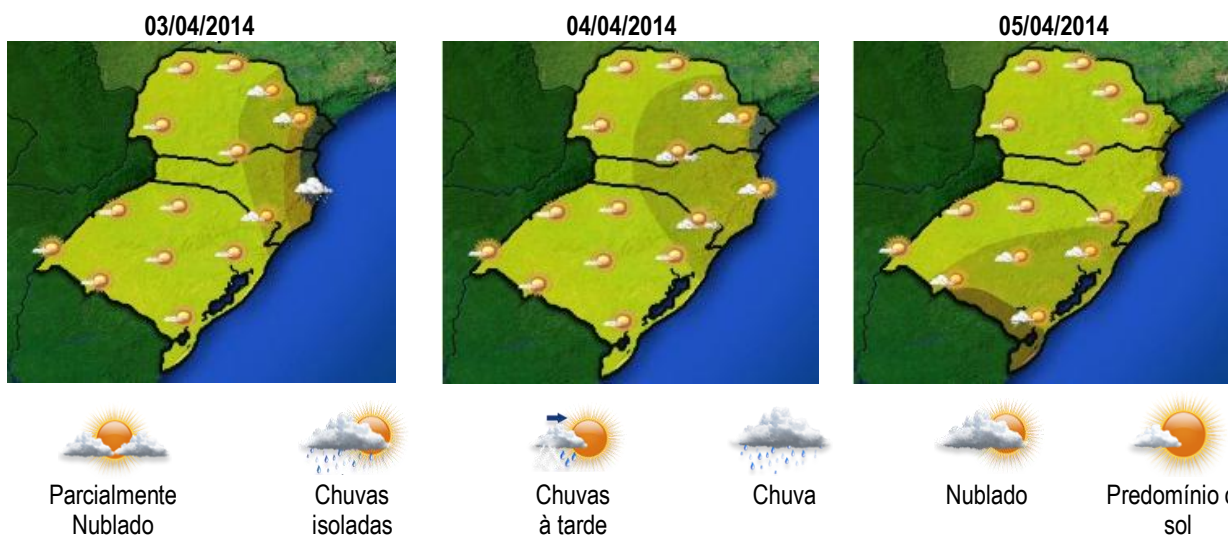 03/04/2014
04/04/2014
05/04/2014
Parcialmente
Nublado
Chuvas
isoladas
Chuvas
à tarde
Chuva
Nublado
Predomínio
sol